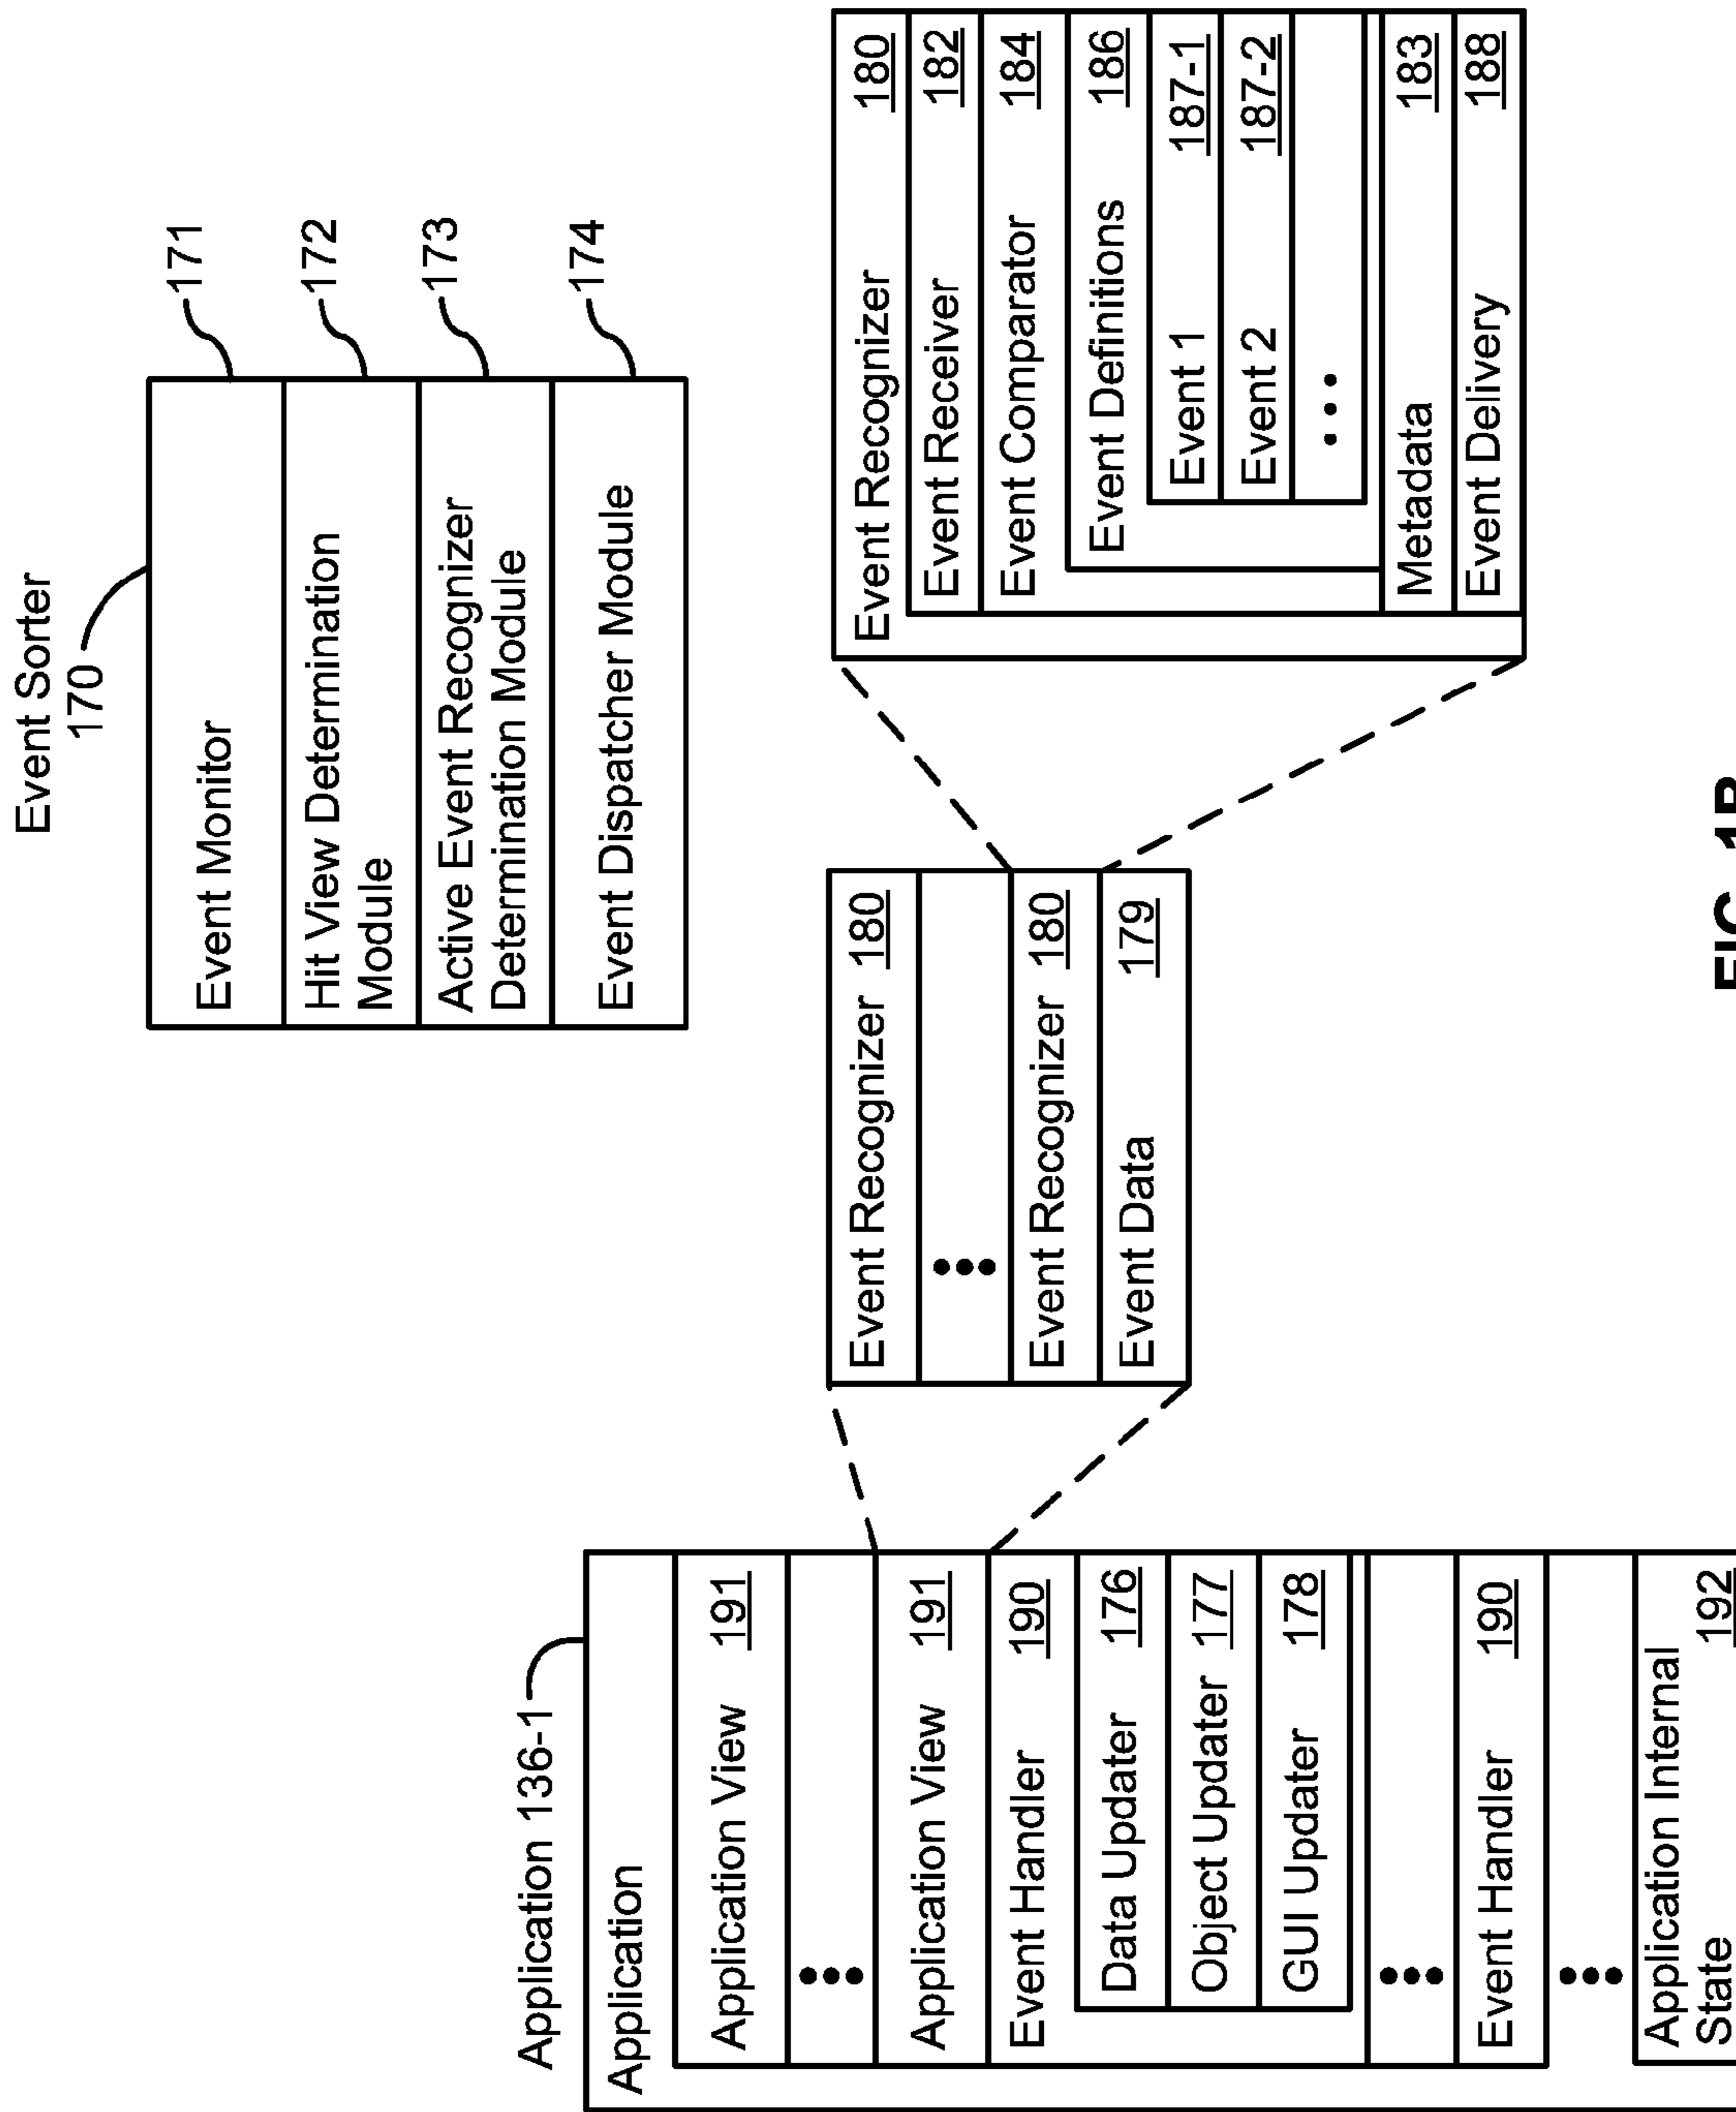 Event Sorter
170
Event Monitor
171
Hit View Determination
Module
172
Active Event Recognizer
Determination Module
173
Event Dispatcher Module
174
Application 136-1
Application
Application View 191
•••
Application View 191
Event Handler 190
Data Updater 176
Object Updater 177
GUI Updater 178
•••
Event Handler 190
•••
Application Internal
State 192
Event Recognizer 180
•••
Event Recognizer 180
Event Data 179
Event Recognizer 180
Event Receiver 182
Event Comparator 184
Event Definitions 186
Event 1 187-1
Event 2 187-2
•••
Metadata 183
Event Delivery 188
FIG. 1B